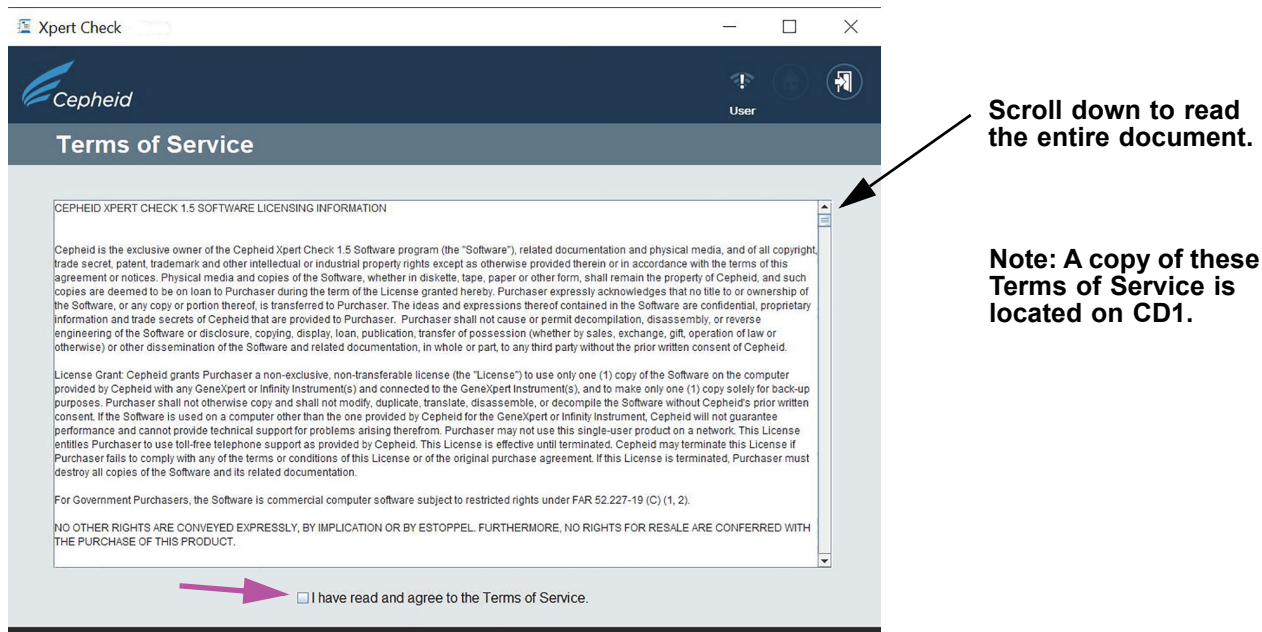 Xpert Check
Cepheid
User
Terms of Service
CEPHEID XPERT CHECK 1.5 SOFTWARE LICENSING INFORMATION
Cepheid is the exclusive owner of the Cepheid Xpert Check 1.5 Software program (the "Software"), related documentation and physical media, and of all copyright,
trade secret, patent, trademark and other intellectual or industrial property rights except as otherwise provided therein or in accordance with the terms of this
agreement or notices. Physical media and copies of the Software, whether in diskette, tape, paper or other form, shall remain the property of Cepheid, and such
copies are deemed to be on loan to Purchaser during the term of the License granted hereby. Purchaser expressly acknowledges that no title to or ownership of
the Software, or any copy or portion thereof, is transferred to Purchaser. The ideas and expressions thereof contained in the Software are confidential, proprietary
information and trade secrets of Cepheid that are provided to Purchaser. Purchaser shall not cause or permit decompilation, disassembly, or reverse
engineering of the Software or disclosure, copying, display, loan, publication, transfer of possession (whether by sales, exchange, gift, operation of law or
otherwise) or other dissemination of the Software and related documentation, in whole or part, to any third party without the prior written consent of Cepheid.
License Grant: Cepheid grants Purchaser a non-exclusive, non-transferable license (the "License") to use only one (1) copy of the Software on the computer
provided by Cepheid with any GeneXpert or Infinity Instrument(s) and connected to the GeneXpert Instrument(s), and to make only one (1) copy solely for back-up
purposes. Purchaser shall not otherwise copy and shall not modify, duplicate, translate, disassemble, or decompile the Software without Cepheid's prior written
consent. If the Software is used on a computer other than the one provided by Cepheid for the GeneXpert or Infinity Instrument, Cepheid will not guarantee
performance and cannot provide technical support for problems arising therefrom. Purchaser may not use this single-user product on a network. This License
entitles Purchaser to use toll-free telephone support as provided by Cepheid. This License is effective until terminated. Cepheid may terminate this License if
Purchaser fails to comply with any of the terms or conditions of this License or of the original purchase agreement. If this License is terminated, Purchaser must
destroy all copies of the Software and its related documentation.
For Government Purchasers, the Software is commercial computer software subject to restricted rights under FAR 52.227-19 (C) (1, 2).
NO OTHER RIGHTS ARE CONVEYED EXPRESSLY, BY IMPLICATION OR BY ESTOPPEL. FURTHERMORE, NO RIGHTS FOR RESALE ARE CONFERRED WITH
THE PURCHASE OF THIS PRODUCT.
I have read and agree to the Terms of Service.
Scroll down to read
the entire document.
Note: A copy of these
Terms of Service is
located on CD1.